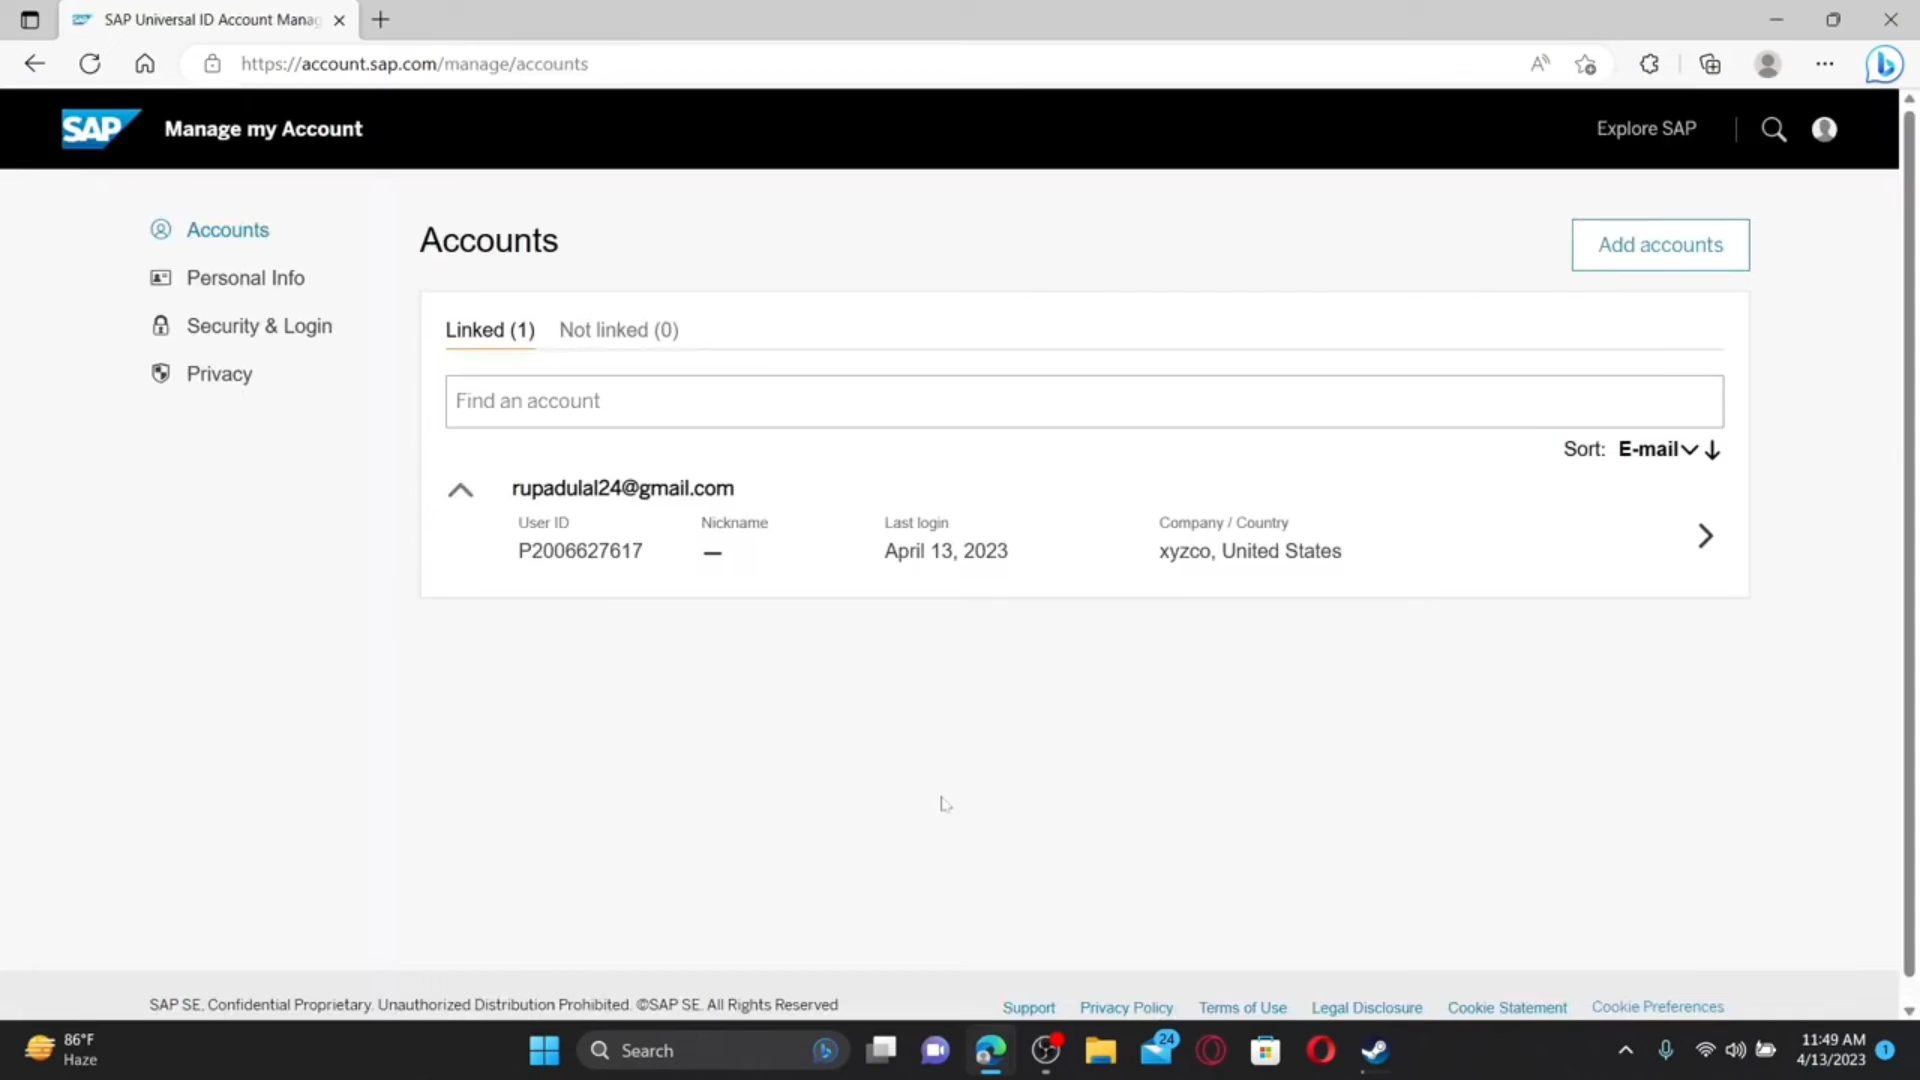 SAP Universal ID Account Manag
https://account.sap.com/manage/accounts
SAP
Manage my Account
Explore SAP
Accounts
Personal Info
Security & Login
Privacy
Accounts
Add accounts
Linked (1)
Not linked (0)
Find an account
Sort: E-mail
rupadulal24@gmail.com
User ID
Nickname
Last login
Company / Country
P2006627617
—
April 13, 2023
xyzco, United States
SAP SE, Confidential Proprietary. Unauthorized Distribution Prohibited. ©SAP SE. All Rights Reserved
Support
Privacy Policy
Terms of Use
Legal Disclosure
Cookie Statement
Cookie Preferences
86°F
Haze
Search
24
11:49 AM
4/13/2023
1